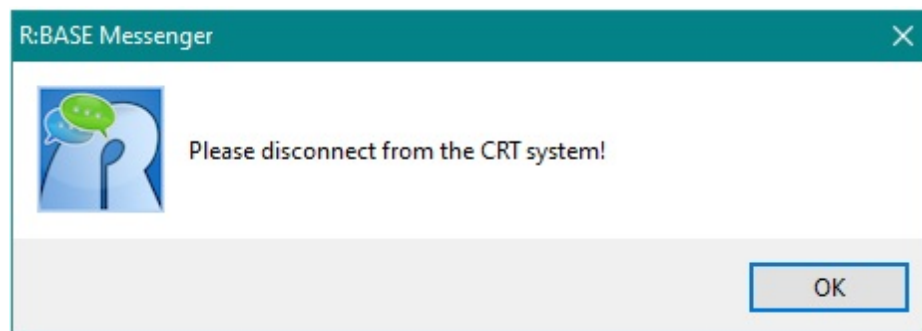 R:BASE Messenger
Please disconnect from the CRT system!
OK